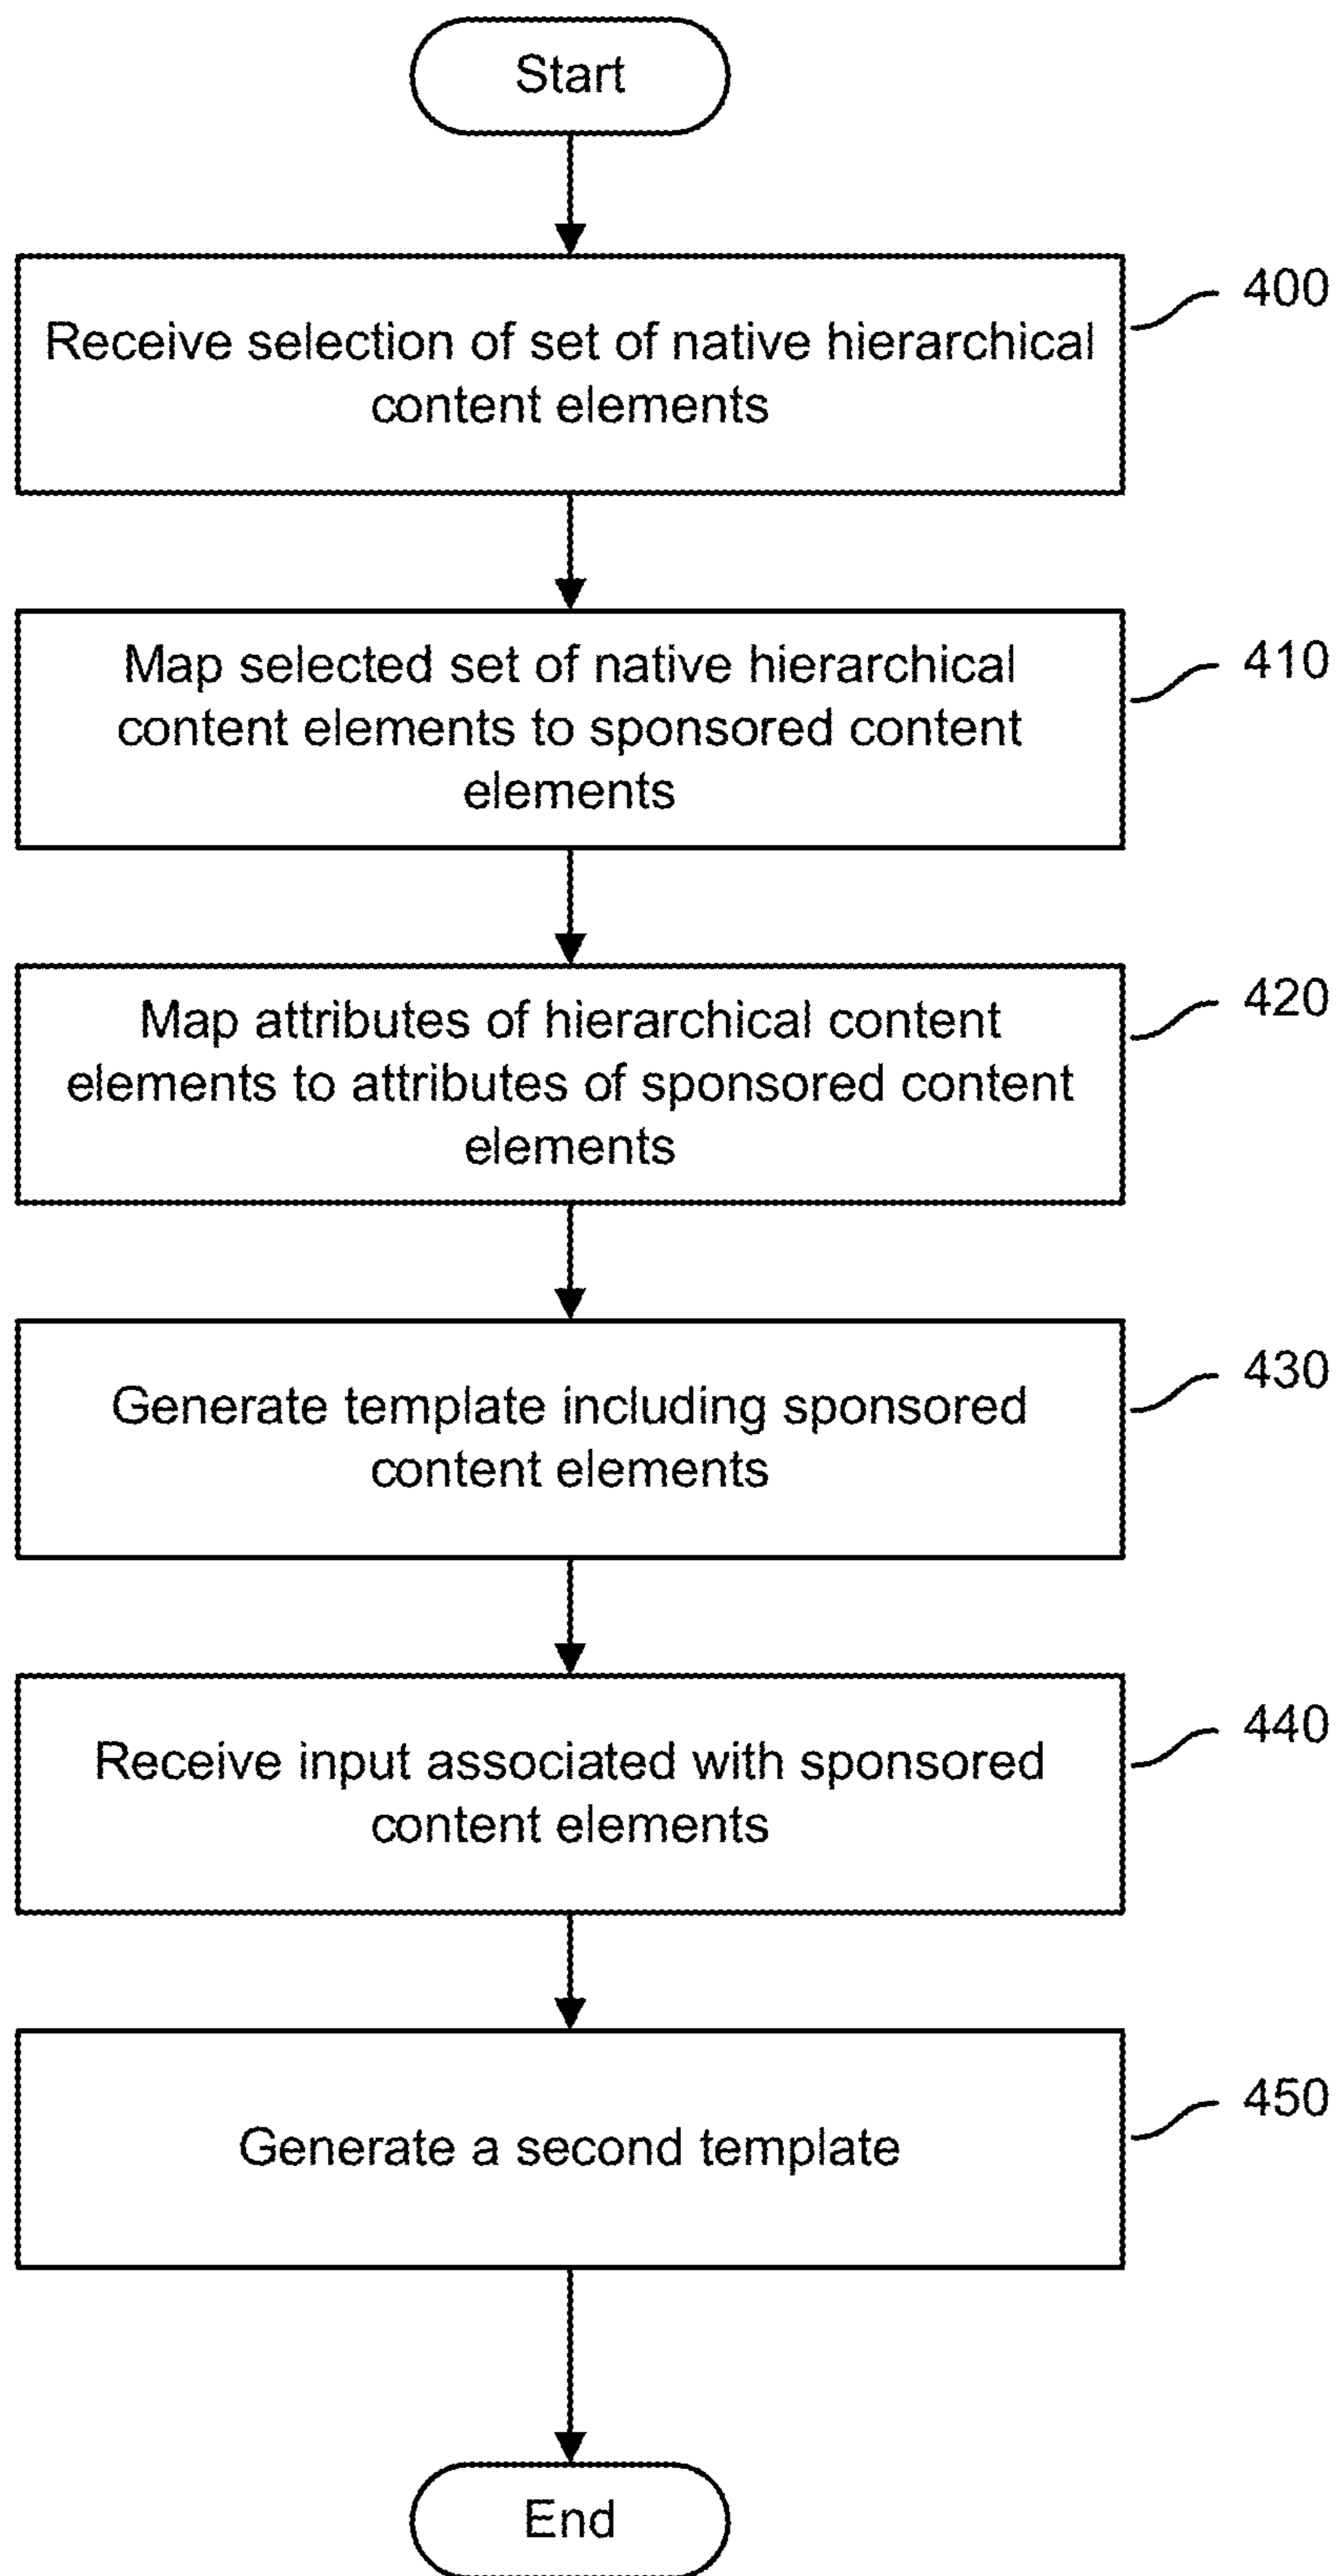 Start
400
Receive selection of set of native hierarchical
content elements
410
Map selected set of native hierarchical
content elements to sponsored content
elements
420
Map attributes of hierarchical content
elements to attributes of sponsored content
elements
430
Generate template including sponsored
content elements
440
Receive input associated with sponsored
content elements
450
Generate a second template
End